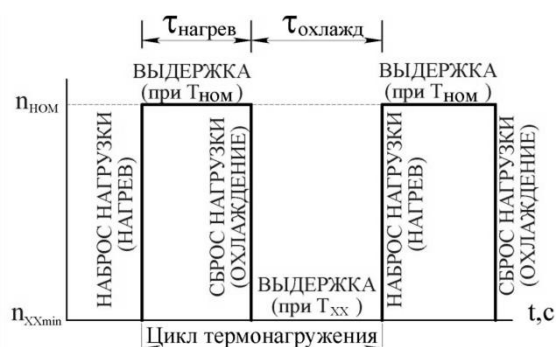 τнагрев
τохлажд
ВЫДЕРЖКА
(при Tном)
ВЫДЕРЖКА
(при Tном)
nном
НАБРОС НАГРУЗКИ
(НАГРЕВ)
СБРОС НАГРУЗКИ
(ОХЛАЖДЕНИЕ)
НАБРОС НАГРУЗКИ
(НАГРЕВ)
СБРОС НАГРУЗКИ
(ОХЛАЖДЕНИЕ)
ВЫДЕРЖКА
(при TXX)
nXXmin
t,c
Цикл термонагружения